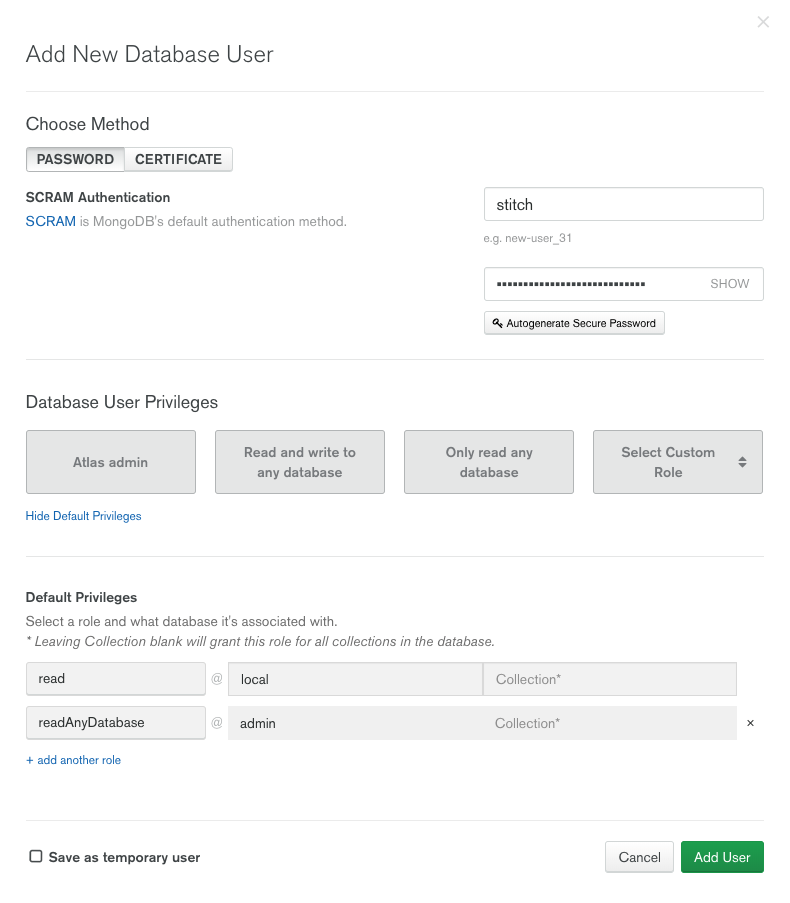 Add New Database User
Choose Method
PASSWORD CERTIFICATE
SCRAM Authentication
SCRAM is MongoDB's default authentication method.
stitch
e.g. new-user_31
SHOW
Autogenerate Secure Password
Database User Privileges
Atlas admin
Read and write to
any database
Only read any
database
Select Custom
Role
Hide Default Privileges
Default Privileges
Select a role and what database it's associated with.
* Leaving Collection blank will grant this role for all collections in the database.
read @ local Collection*
readAnyDatabase @ admin Collection* ×
+ add another role
Save as temporary user
Cancel Add User